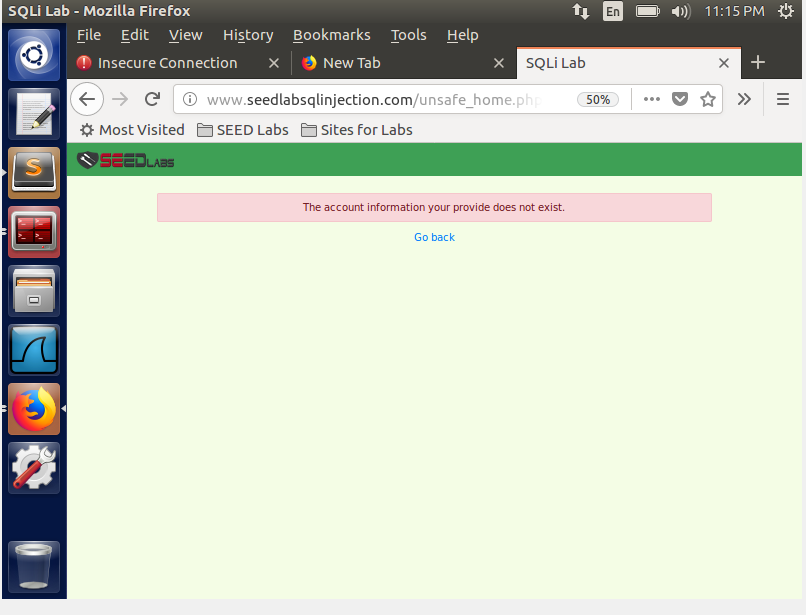 SQLi Lab - Mozilla Firefox
En
11:15 PM
File Edit View History Bookmarks Tools Help
Insecure Connection
New Tab
SQLi Lab
www.seedlabsqlinjection.com/unsafe_home.php
50%
Most Visited
SEED Labs
Sites for Labs
SEEDLABS
The account information your provide does not exist.
Go back